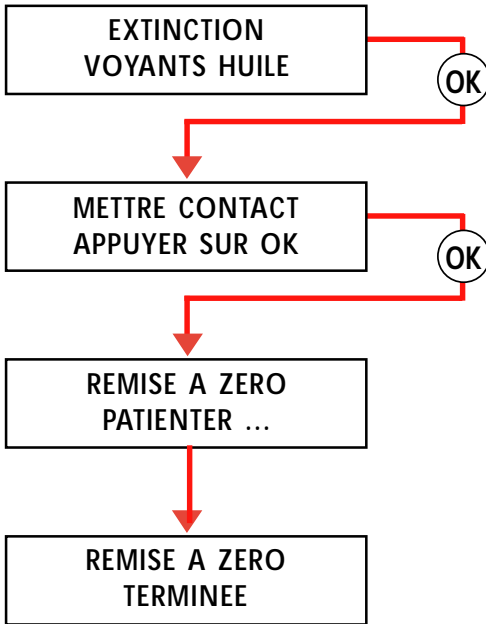 EXTINCTION
VOYANTS HUILE
OK
METTRE CONTACT
APPUYER SUR OK
OK
REMISE A ZERO
PATIENTER ...
REMISE A ZERO
TERMINEE